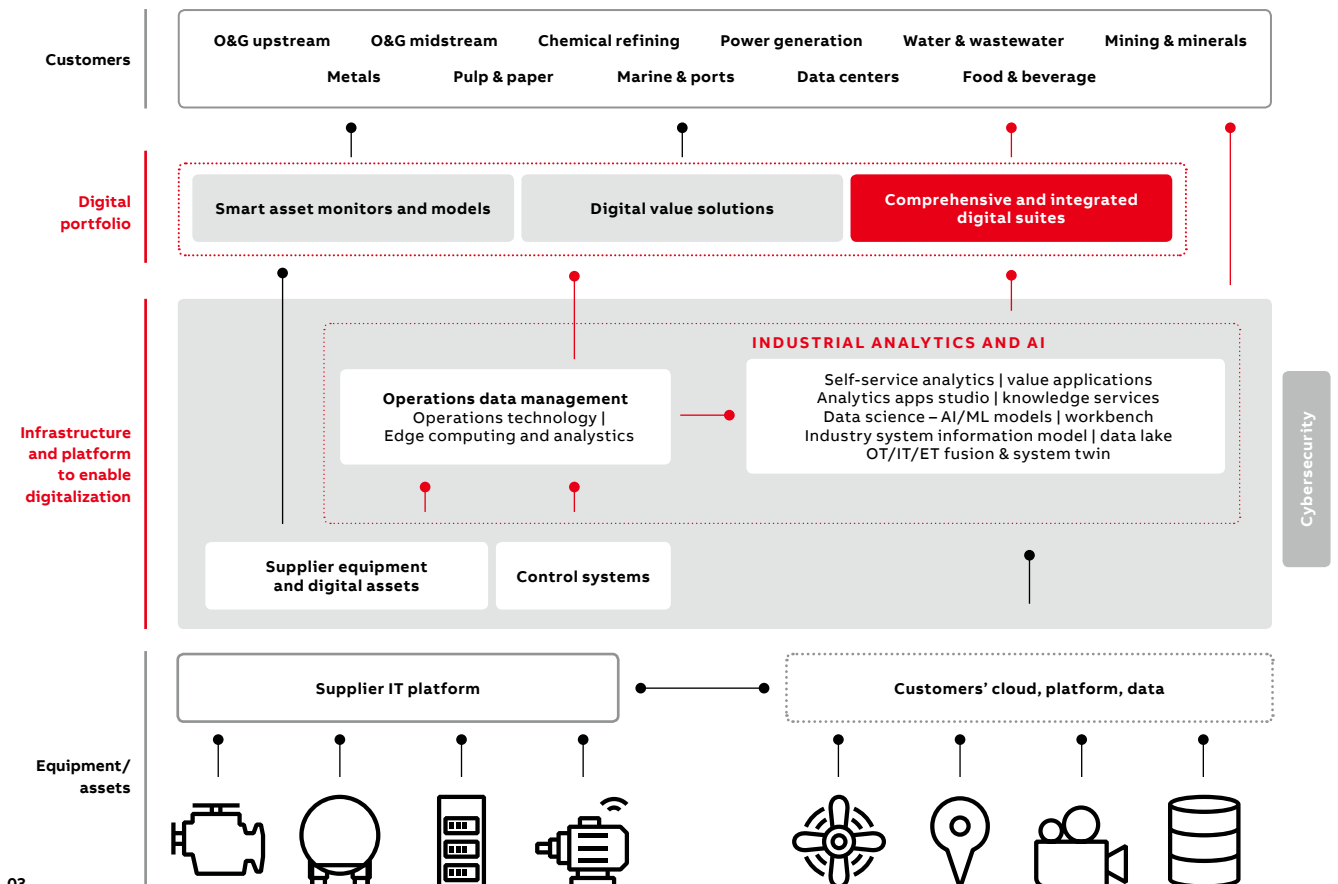 Customers
O&G upstream O&G midstream Chemical refining Power generation Water & wastewater Mining & minerals
Metals Pulp & paper Marine & ports Data centers Food & beverage
Digital
portfolio
Smart asset monitors and models
Digital value solutions
Comprehensive and integrated
digital suites
Infrastructure
and platform
to enable
digitalization
INDUSTRIAL ANALYTICS AND AI
Operations data management
Operations technology |
Edge computing and analystics
Self-service analytics | value applications
Analytics apps studio | knowledge services
Data science – AI/ML models | workbench
Industry system information model | data lake
OT/IT/ET fusion & system twin
Supplier equipment
and digital assets
Control systems
Cybersecurity
Equipment/
assets
Supplier IT platform
Customers’ cloud, platform, data
03